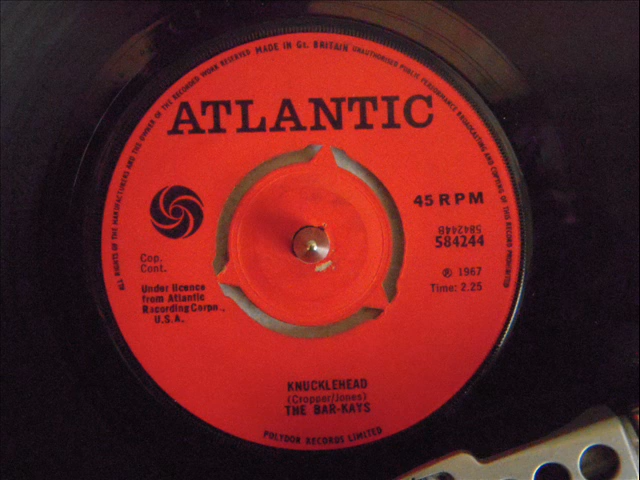 ALL RIGHTS OF THE MANUFACTURERS AND THE OWNER OF THE RECORDED WORK RESERVED MADE IN Gt. BRITAIN UNAUTHORISED PUBLIC PERFORMANCE BROADCASTING AND COPYING OF THIS RECORD PROHIBITED
ATLANTIC
45 RPM
584244B
584244
Cop.
Cont.
℗ 1967
Time: 2.25
Under licence
from Atlantic
Recording Corpn.,
U.S.A.
KNUCKLEHEAD
(Cropper/Jones)
THE BAR-KAYS
POLYDOR RECORDS LIMITED